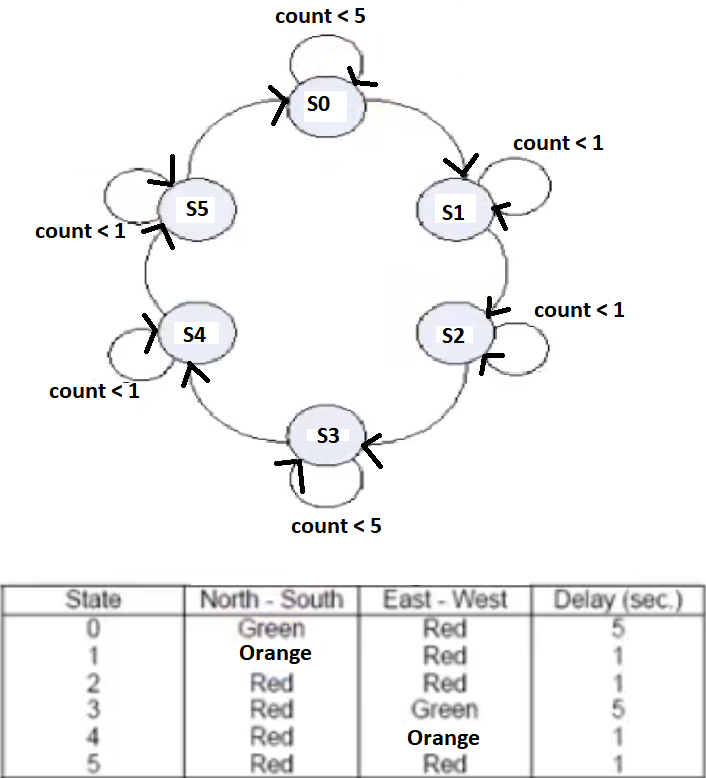 count < 5
S0
count < 1
S5
S1
count < 1
count < 1
S4
S2
count < 1
S3
count < 5
State North - South East - West Delay (sec.)
0 Green Red 5
1 Orange Red 1
2 Red Red 1
3 Red Green 5
4 Red Orange 1
5 Red Red 1